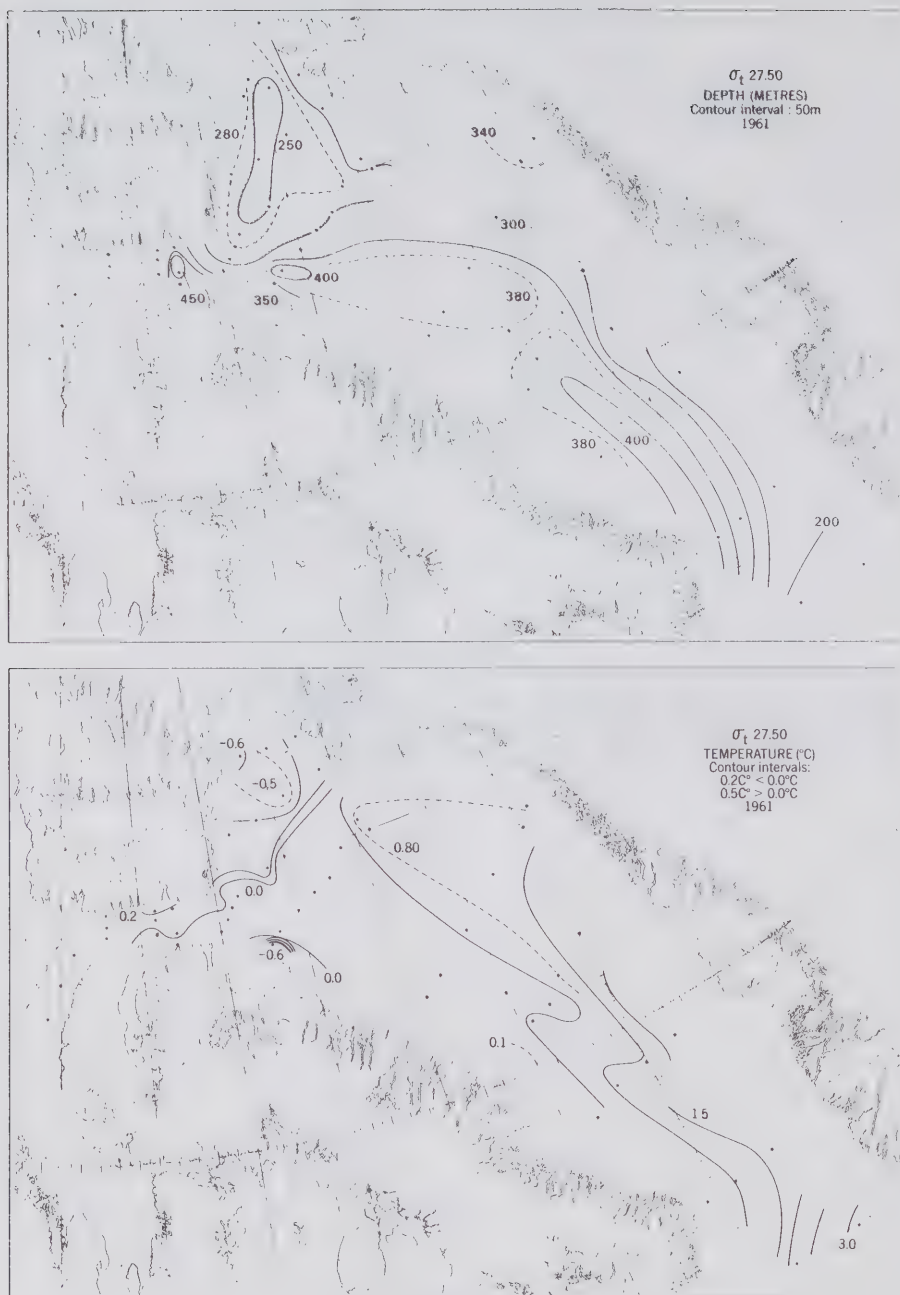 σt 27.50
DEPTH (METRES)
Contour interval : 50m
1961
280
250
340
300
450
350
400
380
380
400
200
σt 27.50
TEMPERATURE (°C)
Contour intervals:
0.2C° < 0.0°C
0.5C° > 0.0°C
1961
-0.6
-0.5
0.80
0.0
0.2
-0.6
0.0
0.1
1.5
3.0